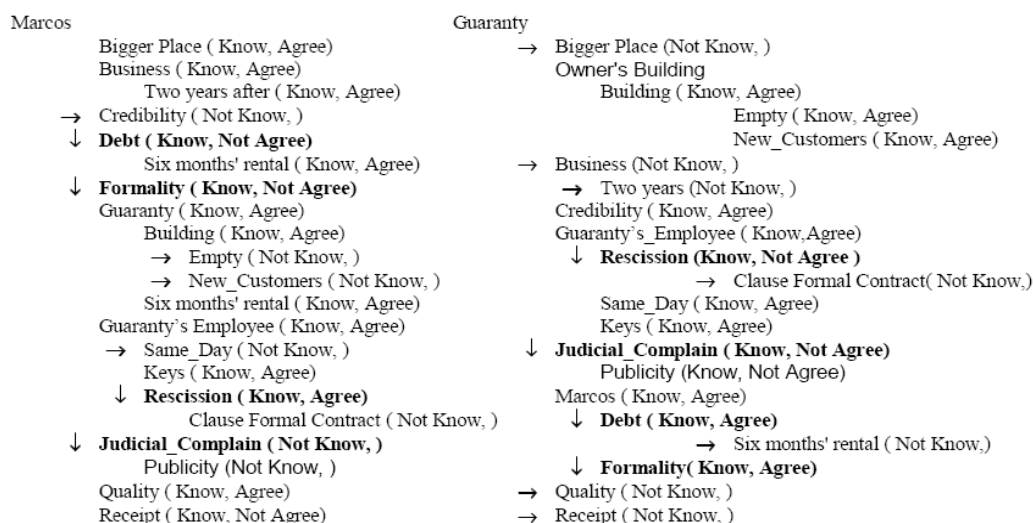 Marcos
Bigger Place ( Know, Agree)
Business ( Know, Agree)
Two years after ( Know, Agree)
→ Credibility ( Not Know, )
↓ Debt ( Know, Not Agree)
Six months' rental ( Know, Agree)
↓ Formality ( Know, Not Agree)
Guaranty ( Know, Agree)
Building ( Know, Agree)
→ Empty ( Not Know, )
→ New_Customers ( Not Know, )
Six months' rental ( Know, Agree)
Guaranty's Employee ( Know, Agree)
→ Same_Day ( Not Know, )
Keys ( Know, Agree)
↓ Rescission ( Know, Agree)
Clause Formal Contract ( Not Know, )
↓ Judicial_Complain ( Not Know, )
Publicity (Not Know, )
Quality ( Know, Agree)
Receipt ( Know, Not Agree)
Guaranty
→ Bigger Place (Not Know, )
Owner's Building
Building ( Know, Agree)
Empty ( Know, Agree)
New_Customers ( Know, Agree)
→ Business (Not Know, )
→ Two years (Not Know, )
Credibility ( Know, Agree)
Guaranty's_Employee ( Know,Agree)
↓ Rescission (Know, Not Agree )
→ Clause Formal Contract( Not Know,)
Same_Day ( Know, Agree)
Keys ( Know, Agree)
↓ Judicial_Complain ( Know, Not Agree)
Publicity (Know, Not Agree)
Marcos ( Know, Agree)
↓ Debt ( Know, Agree)
→ Six months' rental ( Not Know,)
↓ Formality( Know, Agree)
→ Quality ( Not Know, )
→ Receipt ( Not Know, )